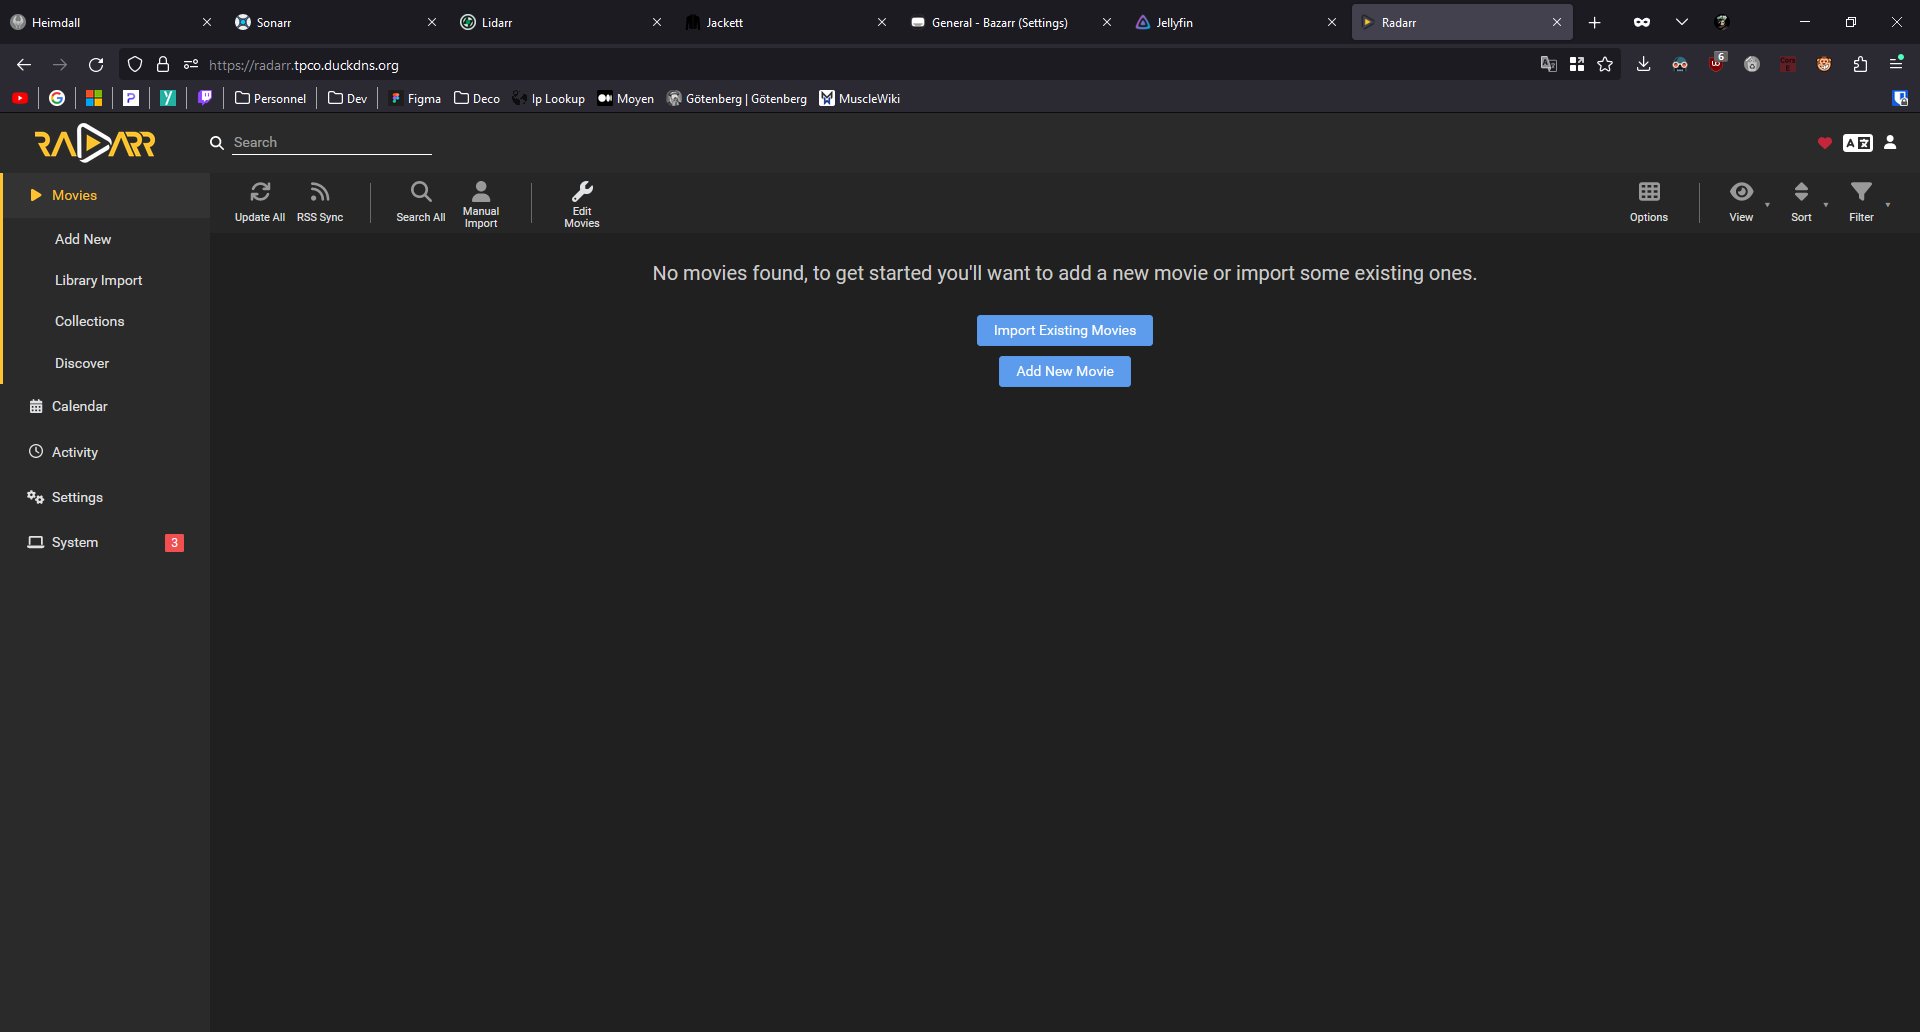 Heimdall
Sonarr
Lidarr
Jackett
General - Bazarr (Settings)
Jellyfin
Radarr
https://radarr.tpco.duckdns.org
6
Personnel
Dev
Figma
Deco
Ip Lookup
Moyen
Götenberg | Götenberg
MuscleWiki
RADARR
Search
Movies
Add New
Library Import
Collections
Discover
Calendar
Activity
Settings
System
3
Update All
RSS Sync
Search All
Manual
Import
Edit
Movies
Options
View
Sort
Filter
No movies found, to get started you'll want to add a new movie or import some existing ones.
Import Existing Movies
Add New Movie